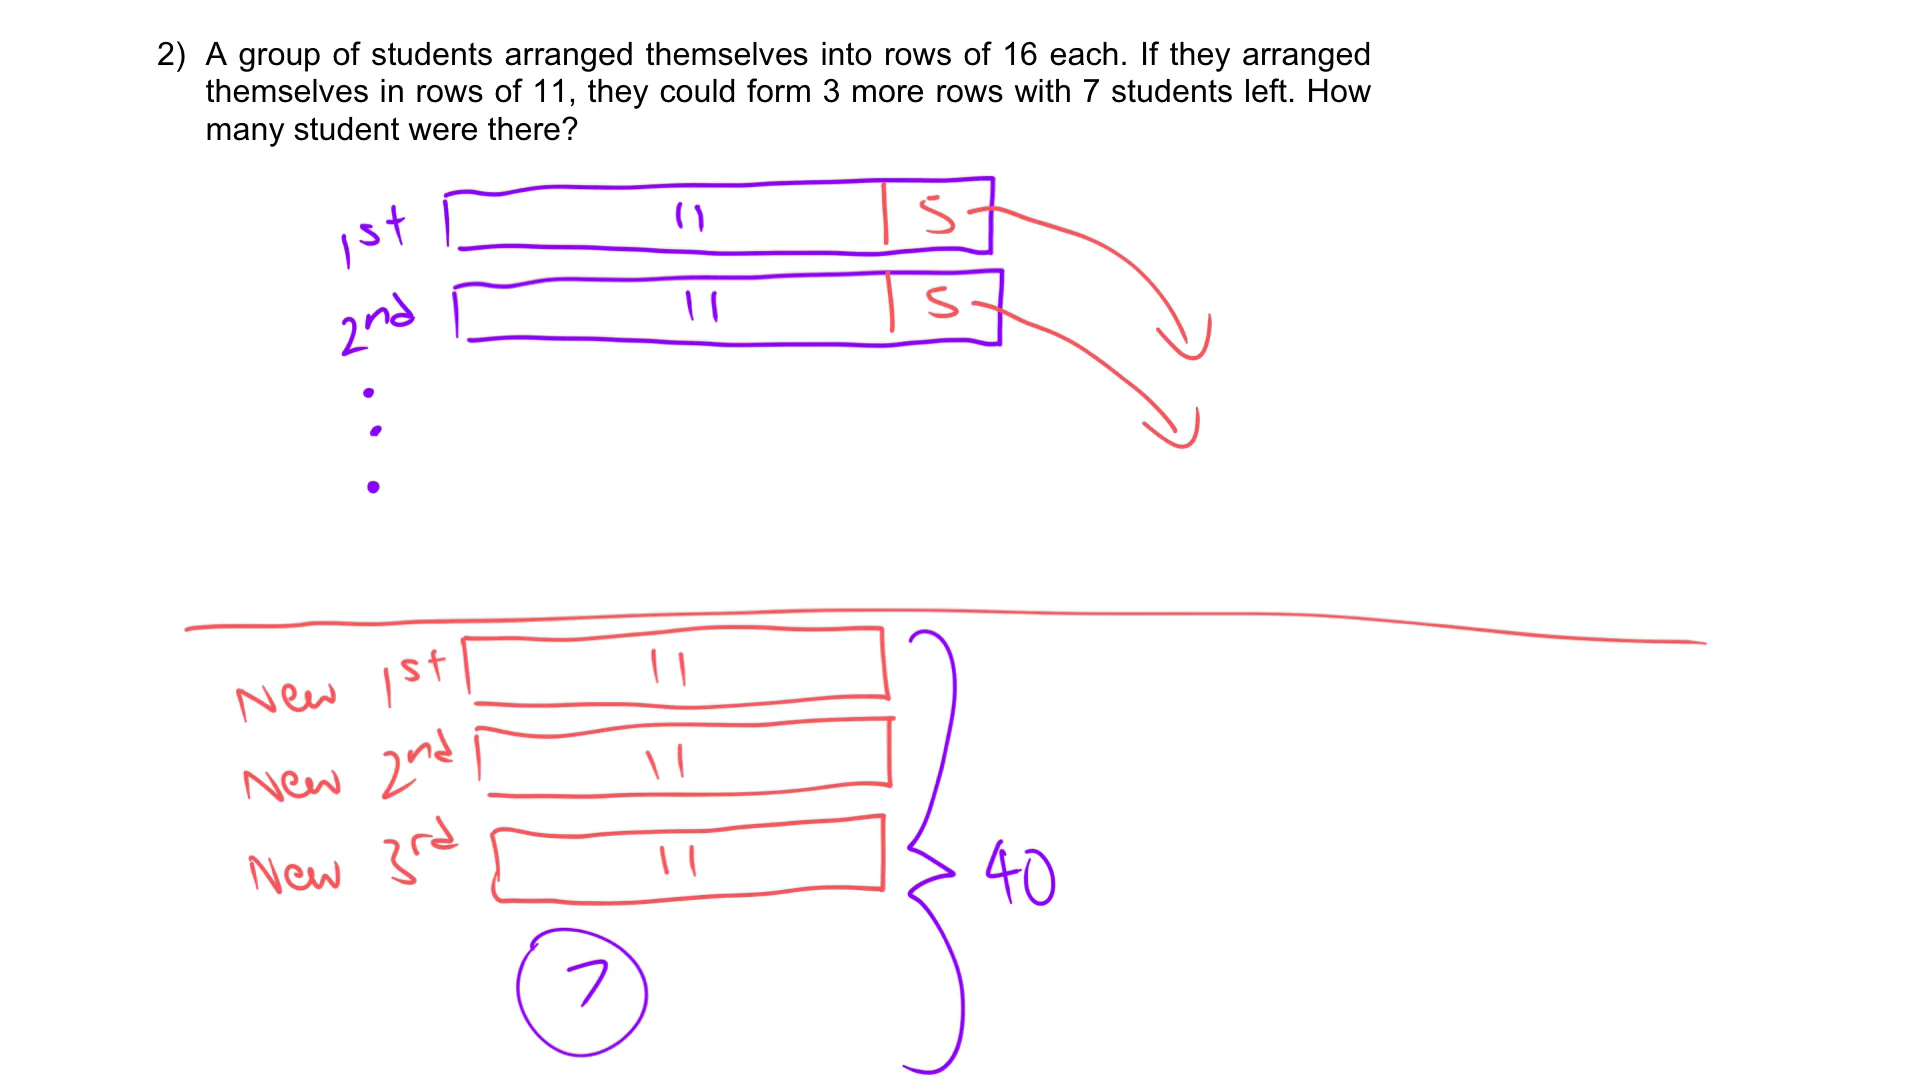 2) A group of students arranged themselves into rows of 16 each. If they arranged
themselves in rows of 11, they could form 3 more rows with 7 students left. How
many student were there?
1st 11 5
2nd 11 5
New 1st 11
New 2nd 11
New 3rd 11
40
7